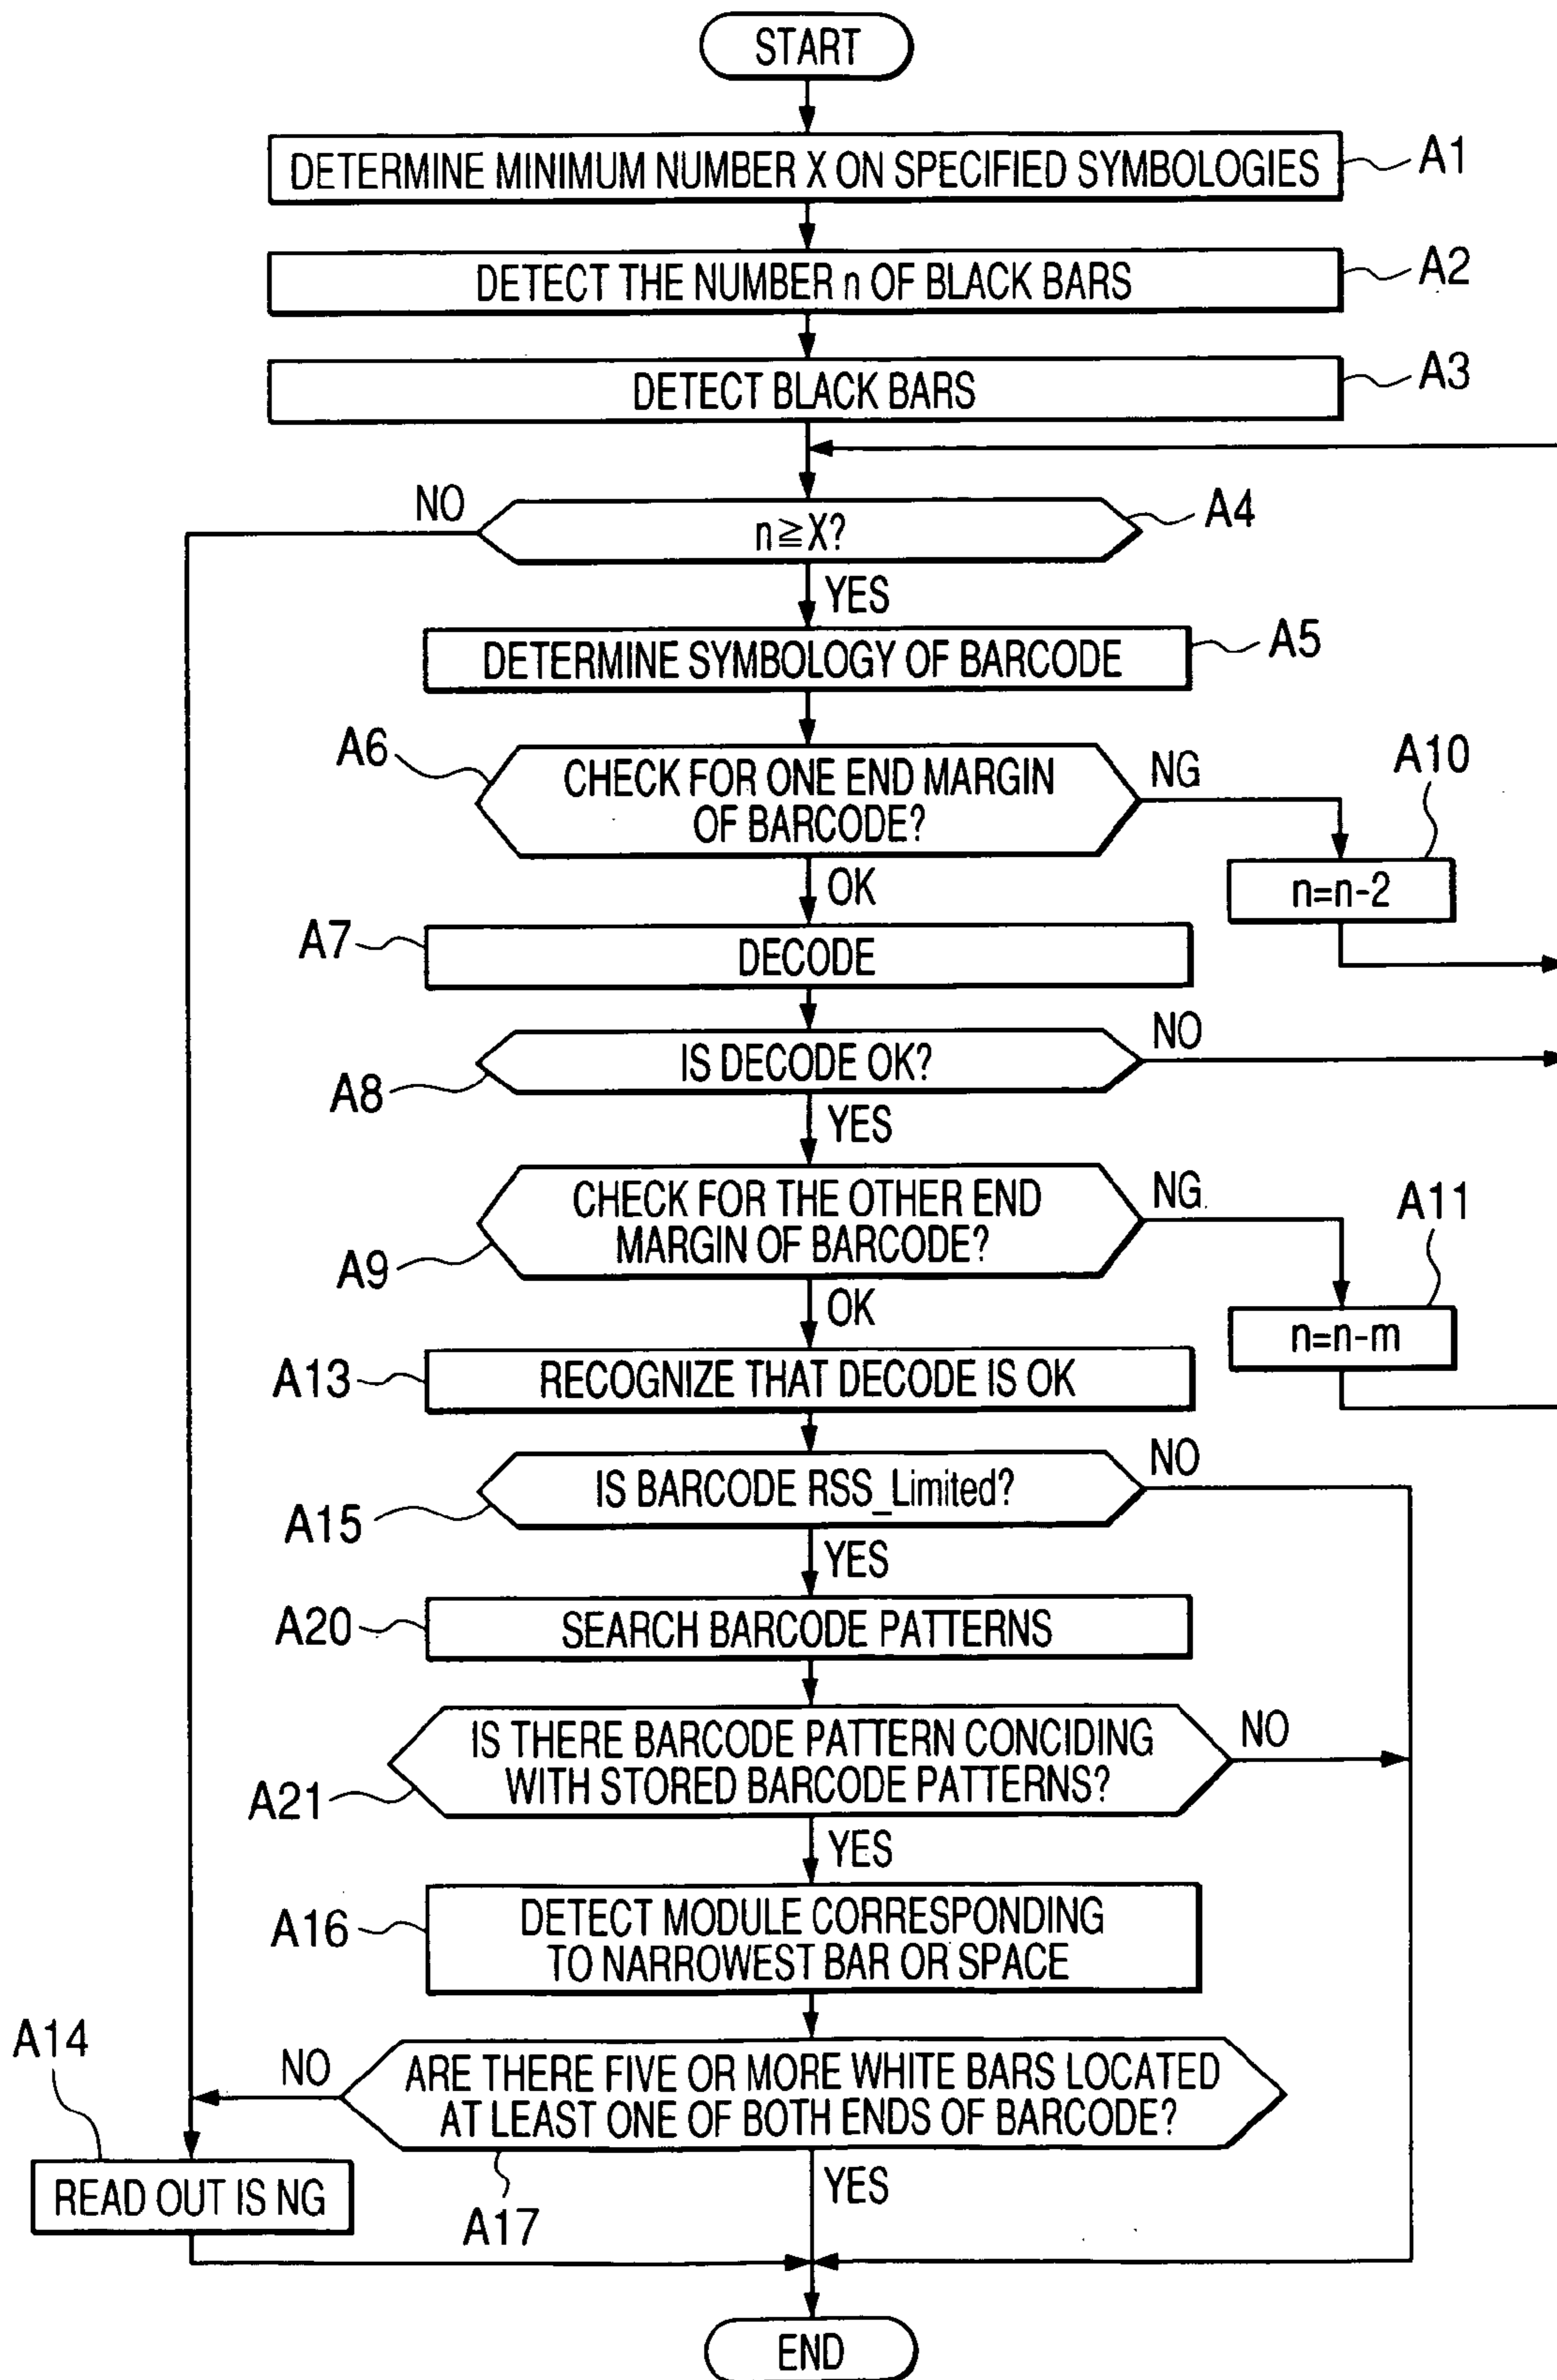 START
DETERMINE MINIMUM NUMBER X ON SPECIFIED SYMBOLOGIES
A1
DETECT THE NUMBER n OF BLACK BARS
A2
DETECT BLACK BARS
A3
NO
n≧X?
A4
YES
DETERMINE SYMBOLOGY OF BARCODE
A5
A6
CHECK FOR ONE END MARGIN
OF BARCODE?
NG
A10
OK
n=n-2
A7
DECODE
IS DECODE OK?
NO
A8
YES
CHECK FOR THE OTHER END
MARGIN OF BARCODE?
NG
A11
A9
OK
n=n-m
A13
RECOGNIZE THAT DECODE IS OK
IS BARCODE RSS_Limited?
NO
A15
YES
A20
SEARCH BARCODE PATTERNS
IS THERE BARCODE PATTERN CONCIDING
WITH STORED BARCODE PATTERNS?
NO
A21
YES
A16
DETECT MODULE CORRESPONDING
TO NARROWEST BAR OR SPACE
A14
NO
ARE THERE FIVE OR MORE WHITE BARS LOCATED
AT LEAST ONE OF BOTH ENDS OF BARCODE?
READ OUT IS NG
A17
YES
END